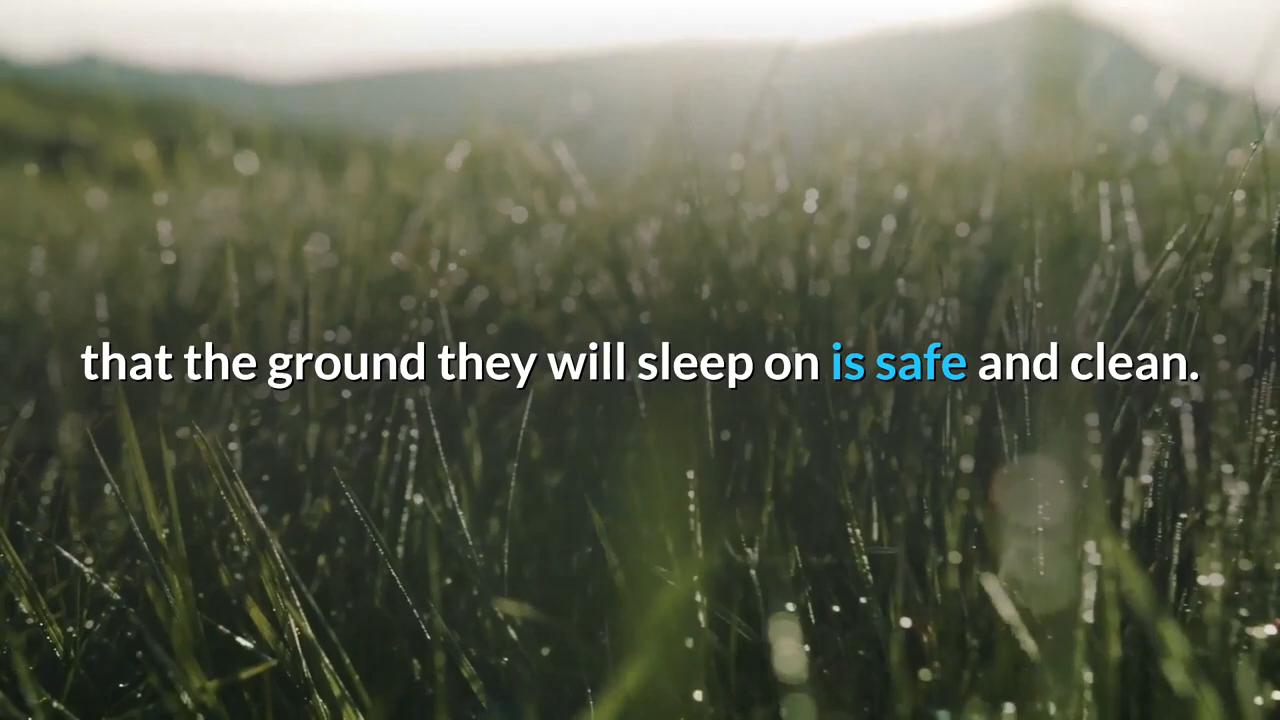 that the ground they will sleep on is safe and clean.